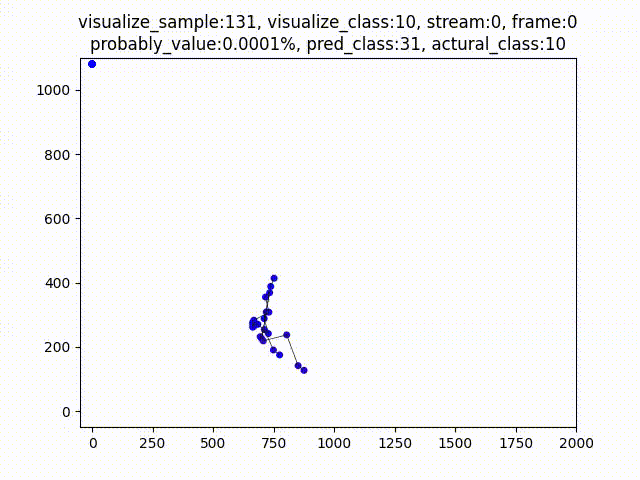 visualize_sample:131, visualize_class:10, stream:0, frame:0
probably_value:0.0001%, pred_class:31, actural_class:10
1000
800
600
400
200
0
0 250 500 750 1000 1250 1500 1750 2000